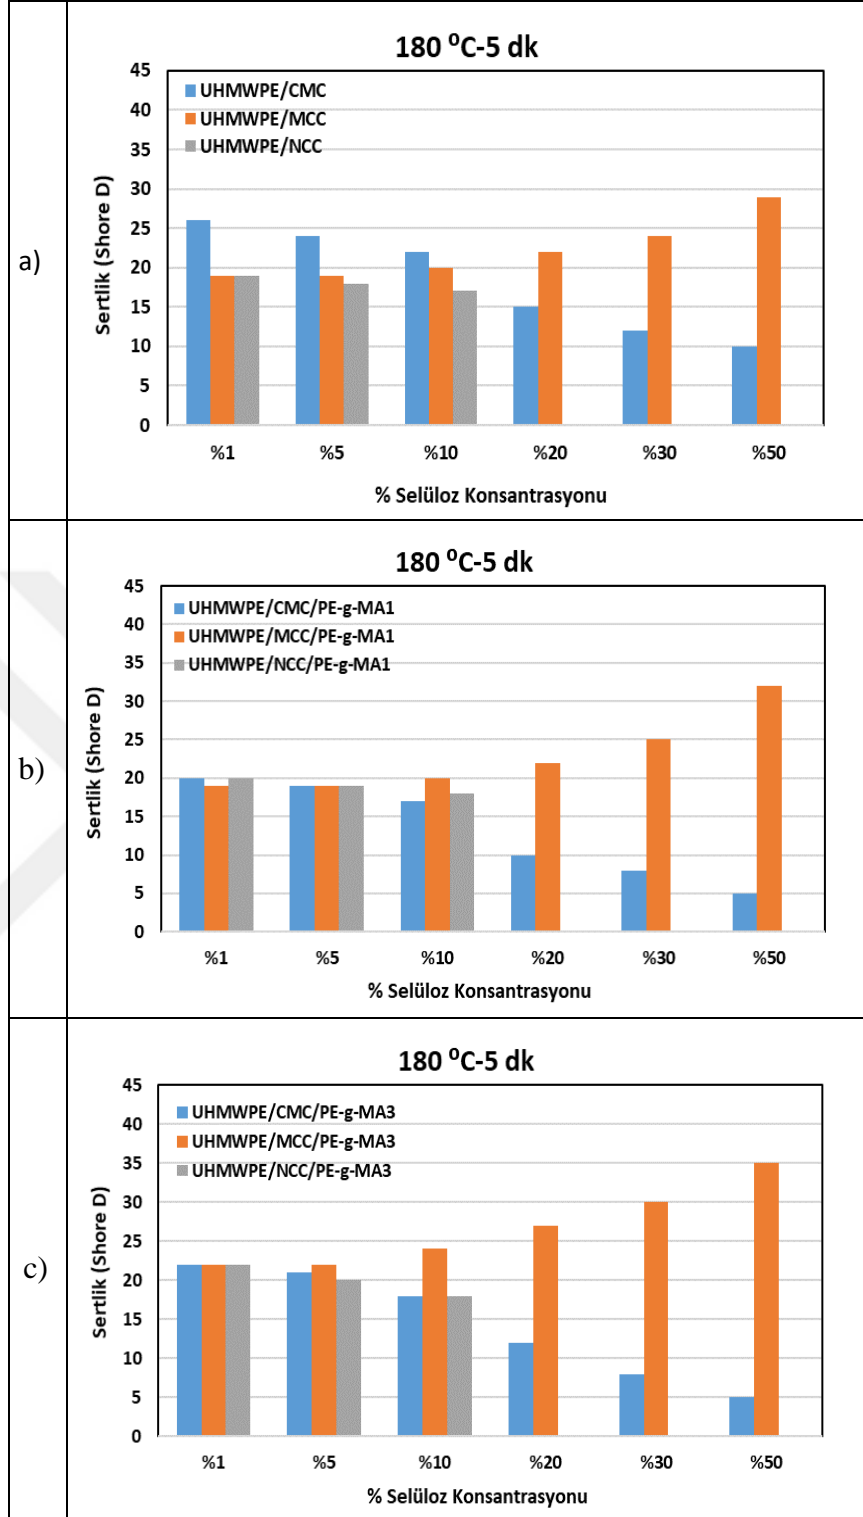 a)
180 ⁰C-5 dk
45
40
35
30
25
20
15
10
5
0
Sertlik (Shore D)
UHMWPE/CMC
UHMWPE/MCC
UHMWPE/NCC
%1 %5 %10 %20 %30 %50
% Selüloz Konsantrasyonu
b)
180 ⁰C-5 dk
45
40
35
30
25
20
15
10
5
0
Sertlik (Shore D)
UHMWPE/CMC/PE-g-MA1
UHMWPE/MCC/PE-g-MA1
UHMWPE/NCC/PE-g-MA1
%1 %5 %10 %20 %30 %50
% Selüloz Konsantrasyonu
c)
180 ⁰C-5 dk
45
40
35
30
25
20
15
10
5
0
Sertlik (Shore D)
UHMWPE/CMC/PE-g-MA3
UHMWPE/MCC/PE-g-MA3
UHMWPE/NCC/PE-g-MA3
%1 %5 %10 %20 %30 %50
% Selüloz Konsantrasyonu